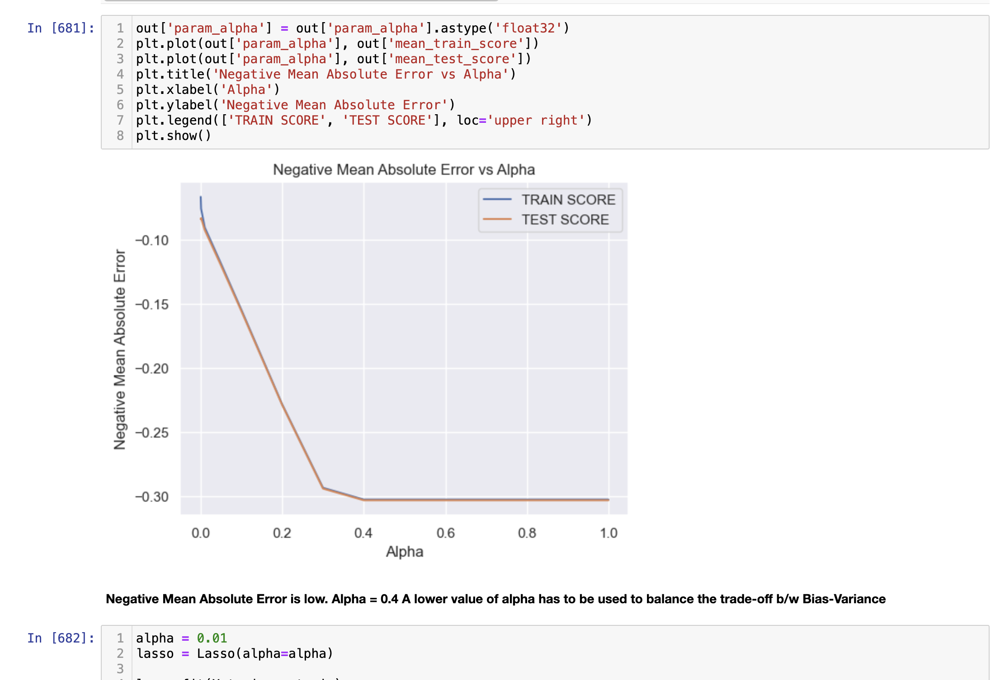 In [681]:
1 out['param_alpha'] = out['param_alpha'].astype('float32')
2 plt.plot(out['param_alpha'], out['mean_train_score'])
3 plt.plot(out['param_alpha'], out['mean_test_score'])
4 plt.title('Negative Mean Absolute Error vs Alpha')
5 plt.xlabel('Alpha')
6 plt.ylabel('Negative Mean Absolute Error')
7 plt.legend(['TRAIN SCORE', 'TEST SCORE'], loc='upper right')
8 plt.show()
Negative Mean Absolute Error vs Alpha
TRAIN SCORE
TEST SCORE
Negative Mean Absolute Error
−0.10
−0.15
−0.20
−0.25
−0.30
0.0 0.2 0.4 0.6 0.8 1.0
Alpha
Negative Mean Absolute Error is low. Alpha = 0.4 A lower value of alpha has to be used to balance the trade-off b/w Bias-Variance
In [682]:
1 alpha = 0.01
2 lasso = Lasso(alpha=alpha)
3